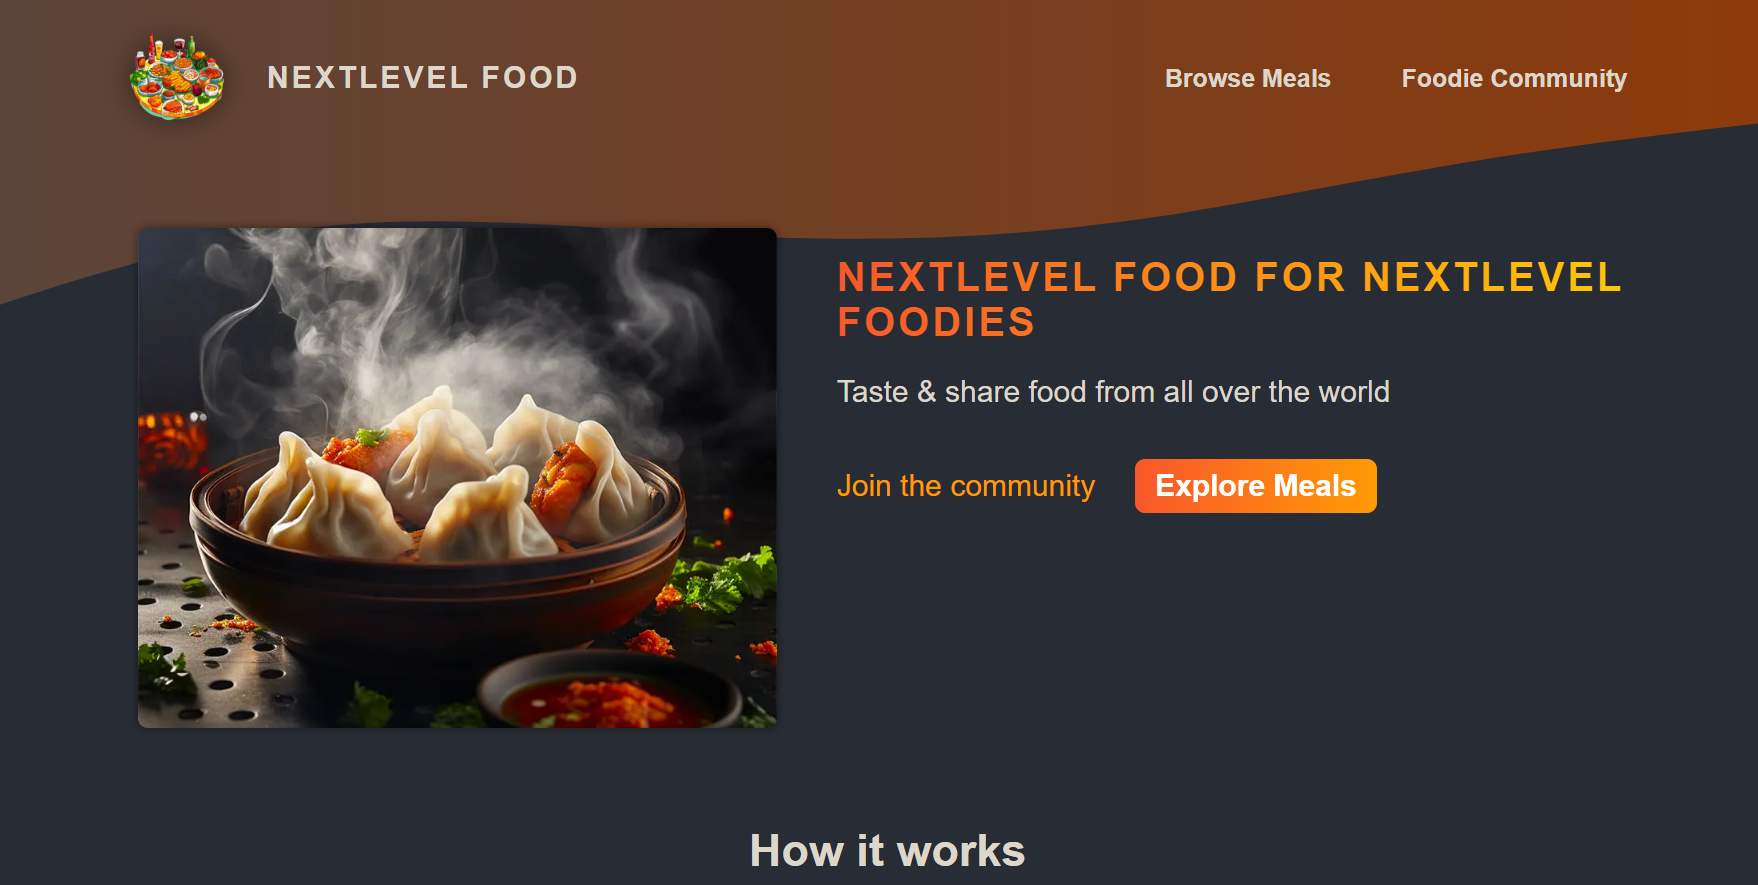 NEXTLEVEL FOOD
Browse Meals
Foodie Community
NEXTLEVEL FOOD FOR NEXTLEVEL
FOODIES
Taste & share food from all over the world
Join the community
Explore Meals
How it works